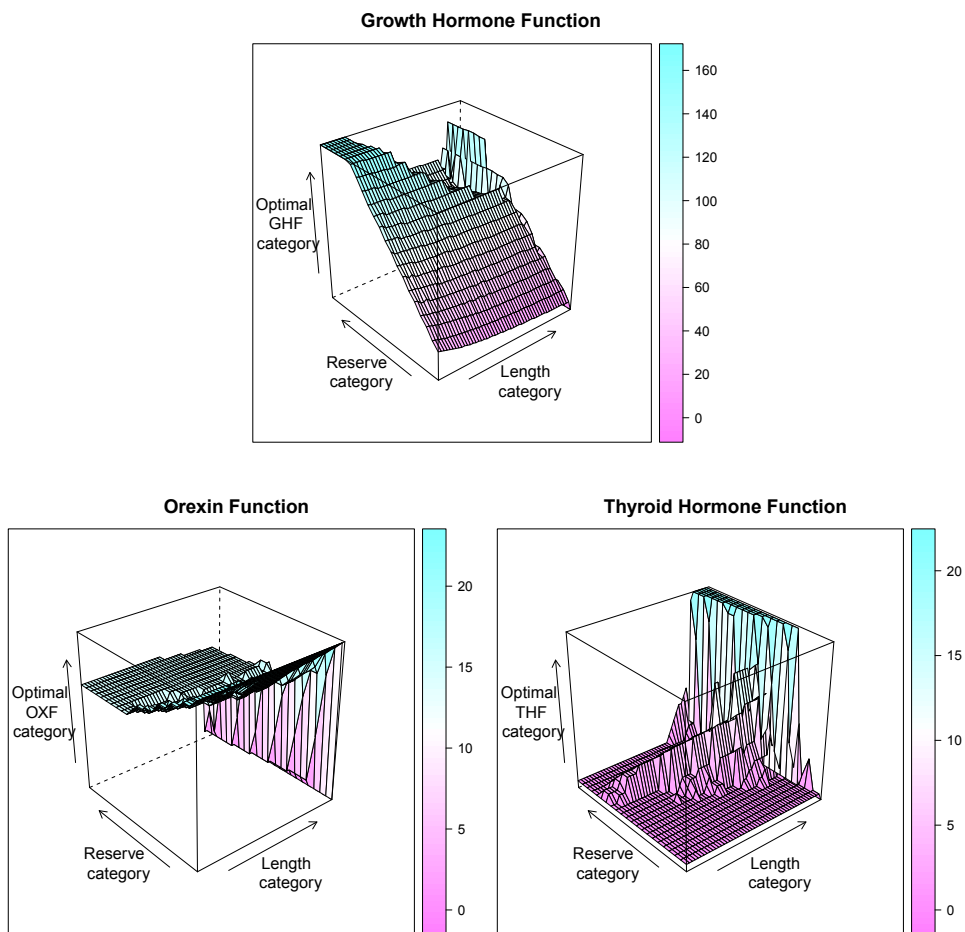 Growth Hormone Function
160
140
120
100
80
60
40
20
0
Optimal
GHF
category
Reserve
category
Length
category
Orexin Function
20
15
10
5
0
Optimal
OXF
category
Reserve
category
Length
category
Thyroid Hormone Function
20
15
10
5
0
Optimal
THF
category
Reserve
category
Length
category